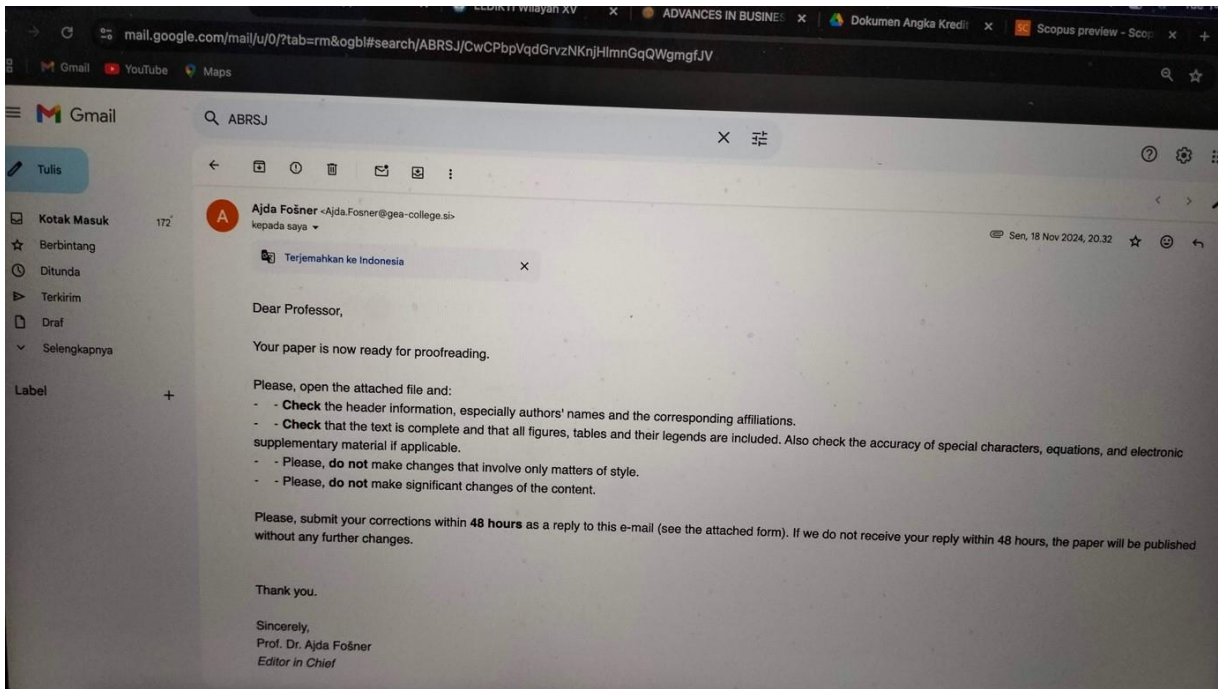 LLDIKTI Wilayah XV
ADVANCES IN BUSINES
Dokumen Angka Kredit
Scopus preview - Scop
mail.google.com/mail/u/0/?tab=rm&ogbl#search/ABRSJ/CwCPbpVqdGrvzNKnjHlmnGqQWgmgfJV
Gmail
YouTube
Maps
Gmail
ABRSJ
Tulis
Kotak Masuk 172
Berbintang
Ditunda
Terkirim
Draf
Selengkapnya
Label +
A
Ajda Fošner <Ajda.Fosner@gea-college.si>
Sen, 18 Nov 2024, 20.32
kepada saya
Terjemahkan ke Indonesia
Dear Professor,
Your paper is now ready for proofreading.
Please, open the attached file and:
- - Check the header information, especially authors' names and the corresponding affiliations.
- - Check that the text is complete and that all figures, tables and their legends are included. Also check the accuracy of special characters, equations, and electronic
supplementary material if applicable.
- - Please, do not make changes that involve only matters of style.
- - Please, do not make significant changes of the content.
Please, submit your corrections within 48 hours as a reply to this e-mail (see the attached form). If we do not receive your reply within 48 hours, the paper will be published
without any further changes.
Thank you.
Sincerely,
Prof. Dr. Ajda Fošner
Editor in Chief